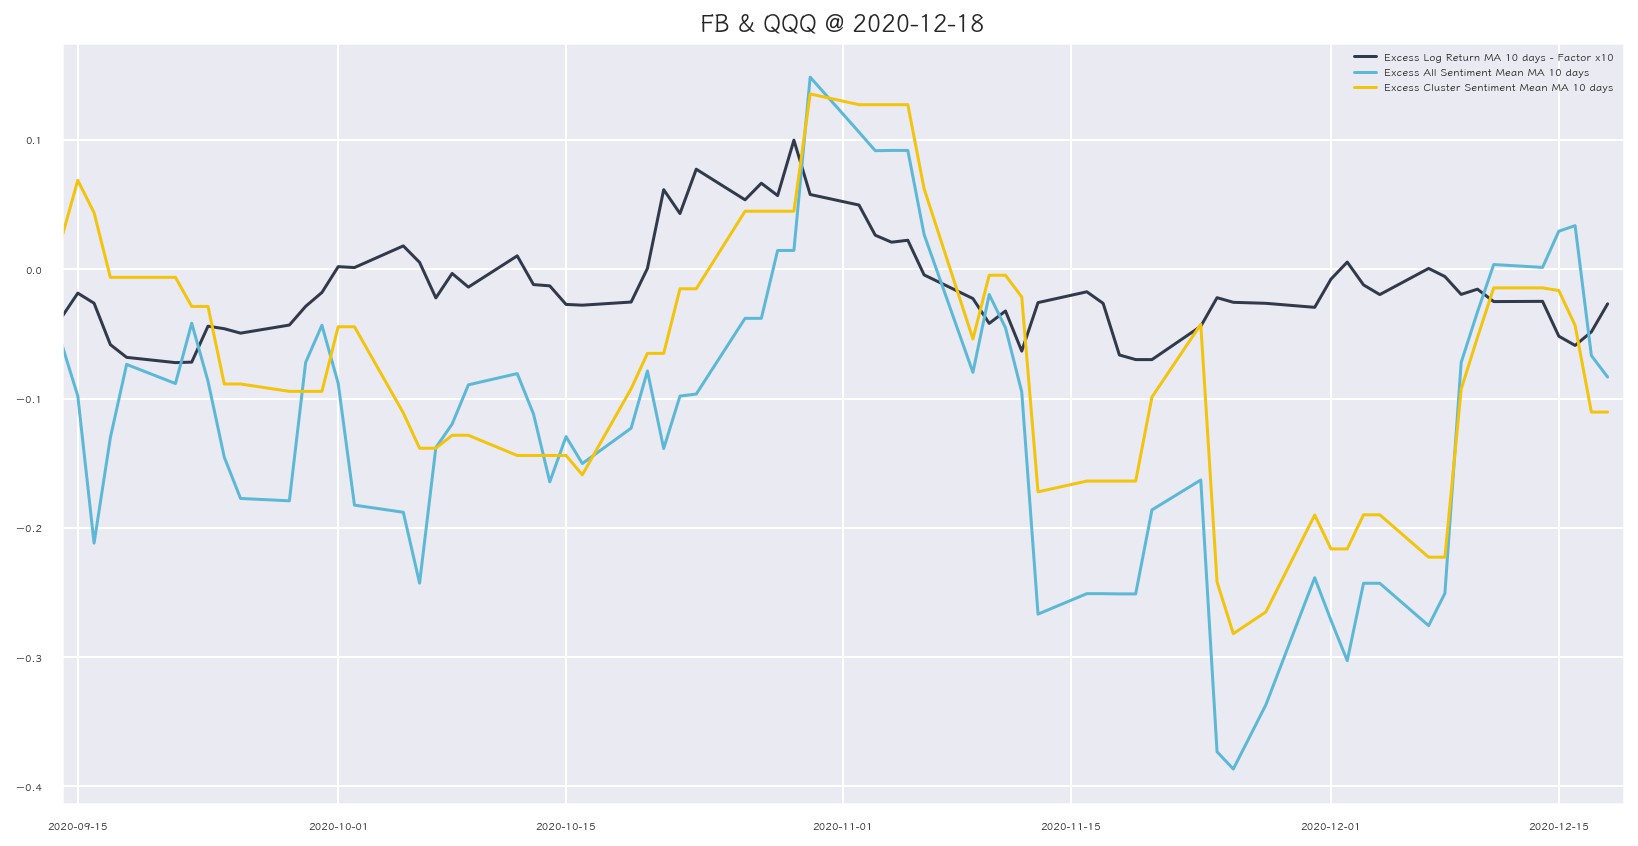 FB & QQQ @ 2020-12-18
Excess Log Return MA 10 days - Factor x10
Excess All Sentiment Mean MA 10 days
Excess Cluster Sentiment Mean MA 10 days
0.1
0.0
−0.1
−0.2
−0.3
−0.4
2020-09-15 2020-10-01 2020-10-15 2020-11-01 2020-11-15 2020-12-01 2020-12-15